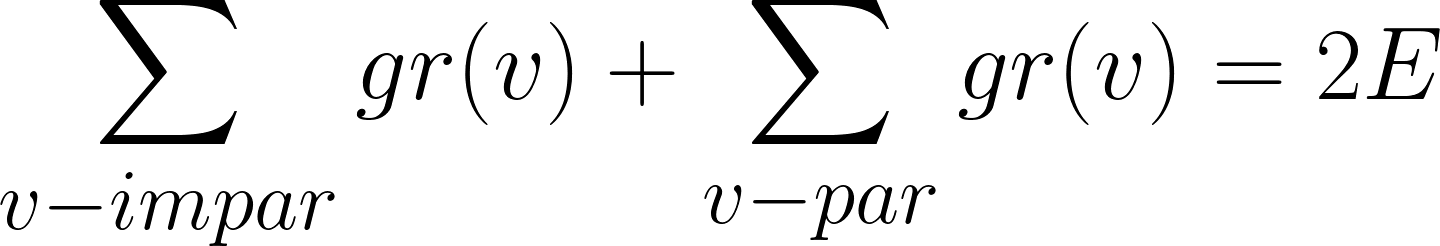 ∑ gr(v) + ∑ gr(v) = 2E
v−impar v−par